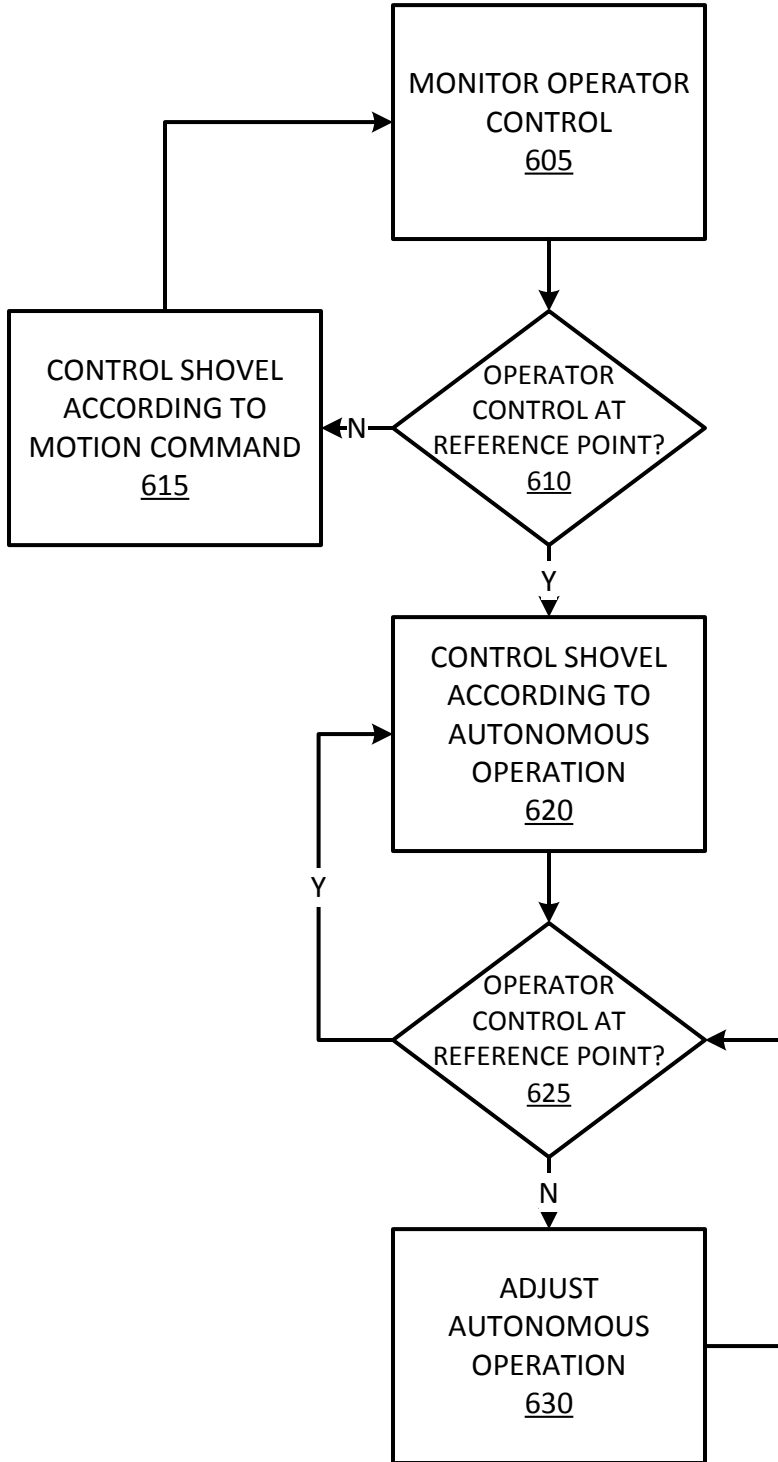 MONITOR OPERATOR
CONTROL
605
OPERATOR
CONTROL AT
REFERENCE POINT?
610
N
CONTROL SHOVEL
ACCORDING TO
MOTION COMMAND
615
Y
CONTROL SHOVEL
ACCORDING TO
AUTONOMOUS
OPERATION
620
Y
OPERATOR
CONTROL AT
REFERENCE POINT?
625
N
ADJUST
AUTONOMOUS
OPERATION
630